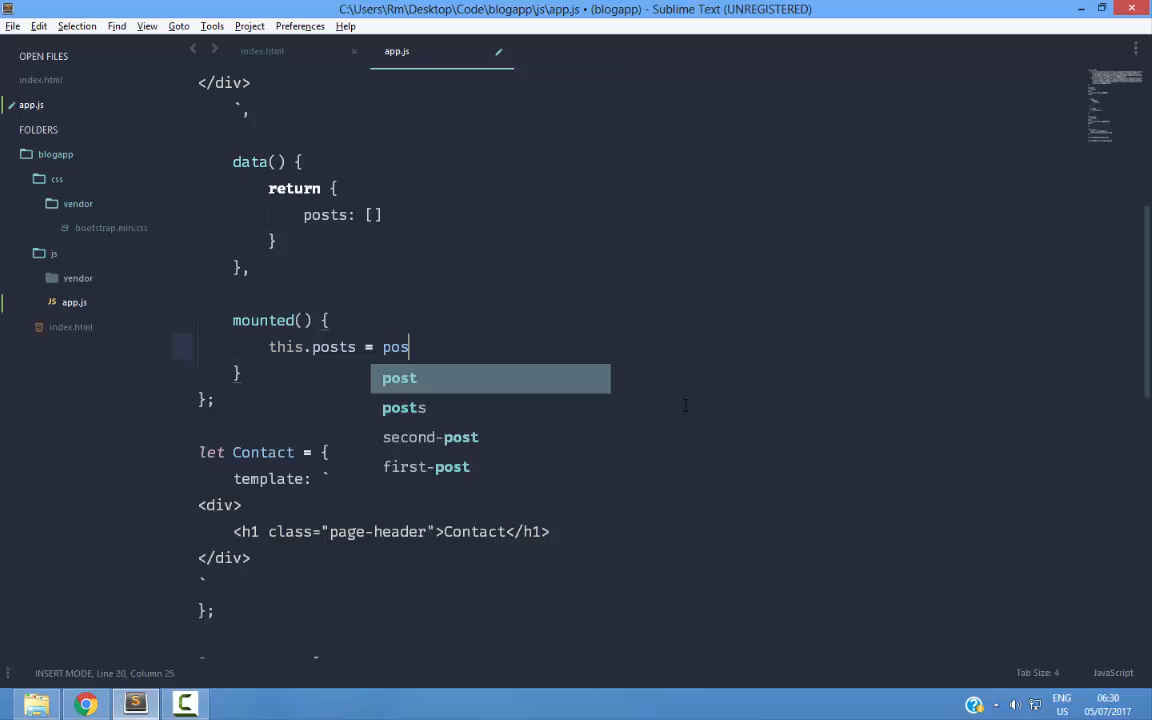 C:\Users\Rm\Desktop\Code\blogapp\js\app.js • (blogapp) - Sublime Text (UNREGISTERED)
File Edit Selection Find View Goto Tools Project Preferences Help
OPEN FILES
index.html
app.js
FOLDERS
blogapp
css
vendor
bootstrap.min.css
js
vendor
JS app.js
index.html
index.html
app.js
</div>
`,
data() {
return {
posts: []
}
},
mounted() {
this.posts = pos
}
};
post
posts
second-post
first-post
let Contact = {
template: `
<div>
<h1 class="page-header">Contact</h1>
</div>
`
};
INSERT MODE, Line 20, Column 25
Tab Size: 4
JavaScript
ENG
US
06:30
05/07/2017